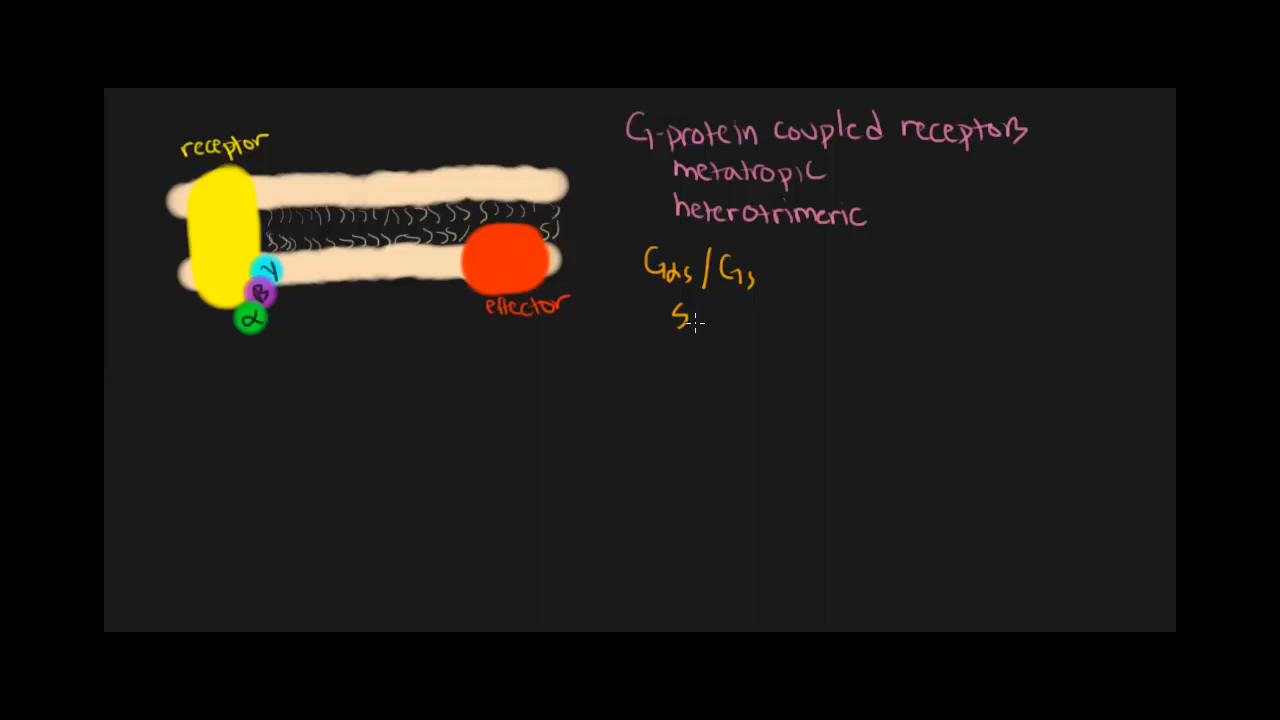 receptor
γ
B
α
effector
G-protein coupled receptors
metatropic
heterotrimeric
Gαs / Gs
S